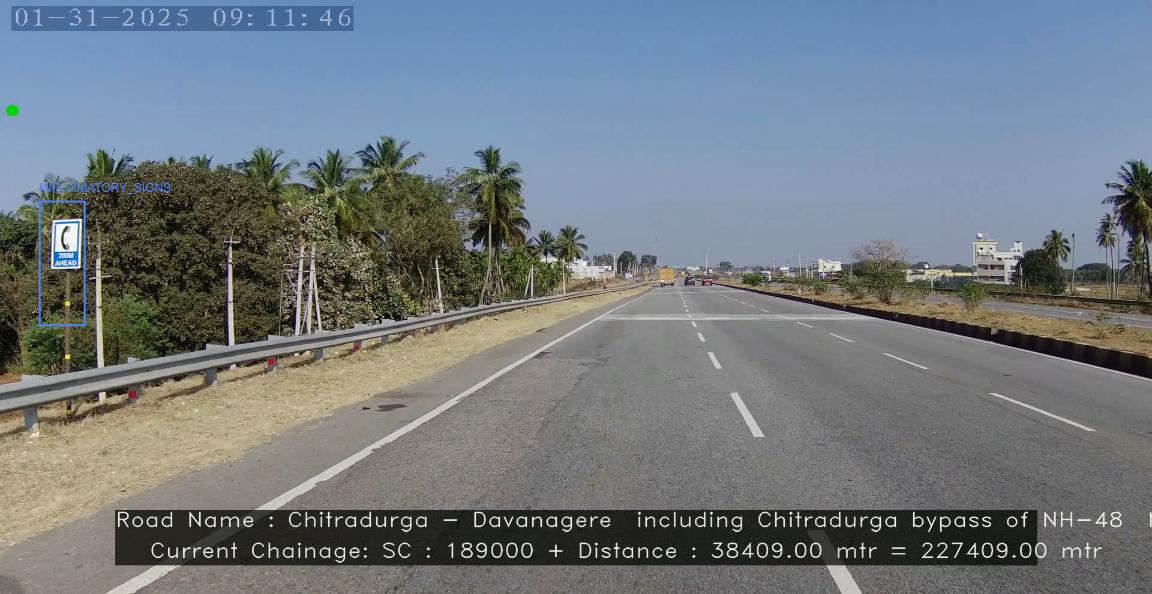 01-31-2025 09:11:46
INFORMATORY_SIGNS
200M
AHEAD
Road Name : Chitradurga - Davanagere including Chitradurga bypass of NH-48
Current Chainage: SC : 189000 + Distance : 38409.00 mtr = 227409.00 mtr